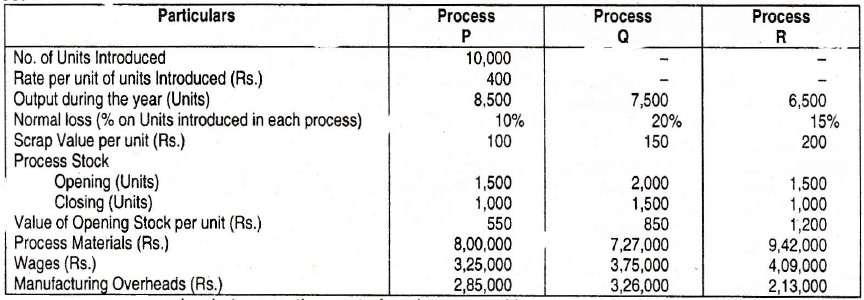 Particulars Process Process Process
P Q R
No. of Units Introduced 10,000 – –
Rate per unit of units Introduced (Rs.) 400 – –
Output during the year (Units) 8,500 7,500 6,500
Normal loss (% on Units introduced in each process) 10% 20% 15%
Scrap Value per unit (Rs.) 100 150 200
Process Stock
Opening (Units) 1,500 2,000 1,500
Closing (Units) 1,000 1,500 1,000
Value of Opening Stock per unit (Rs.) 550 850 1,200
Process Materials (Rs.) 8,00,000 7,27,000 9,42,000
Wages (Rs.) 3,25,000 3,75,000 4,09,000
Manufacturing Overheads (Rs.) 2,85,000 3,26,000 2,13,000